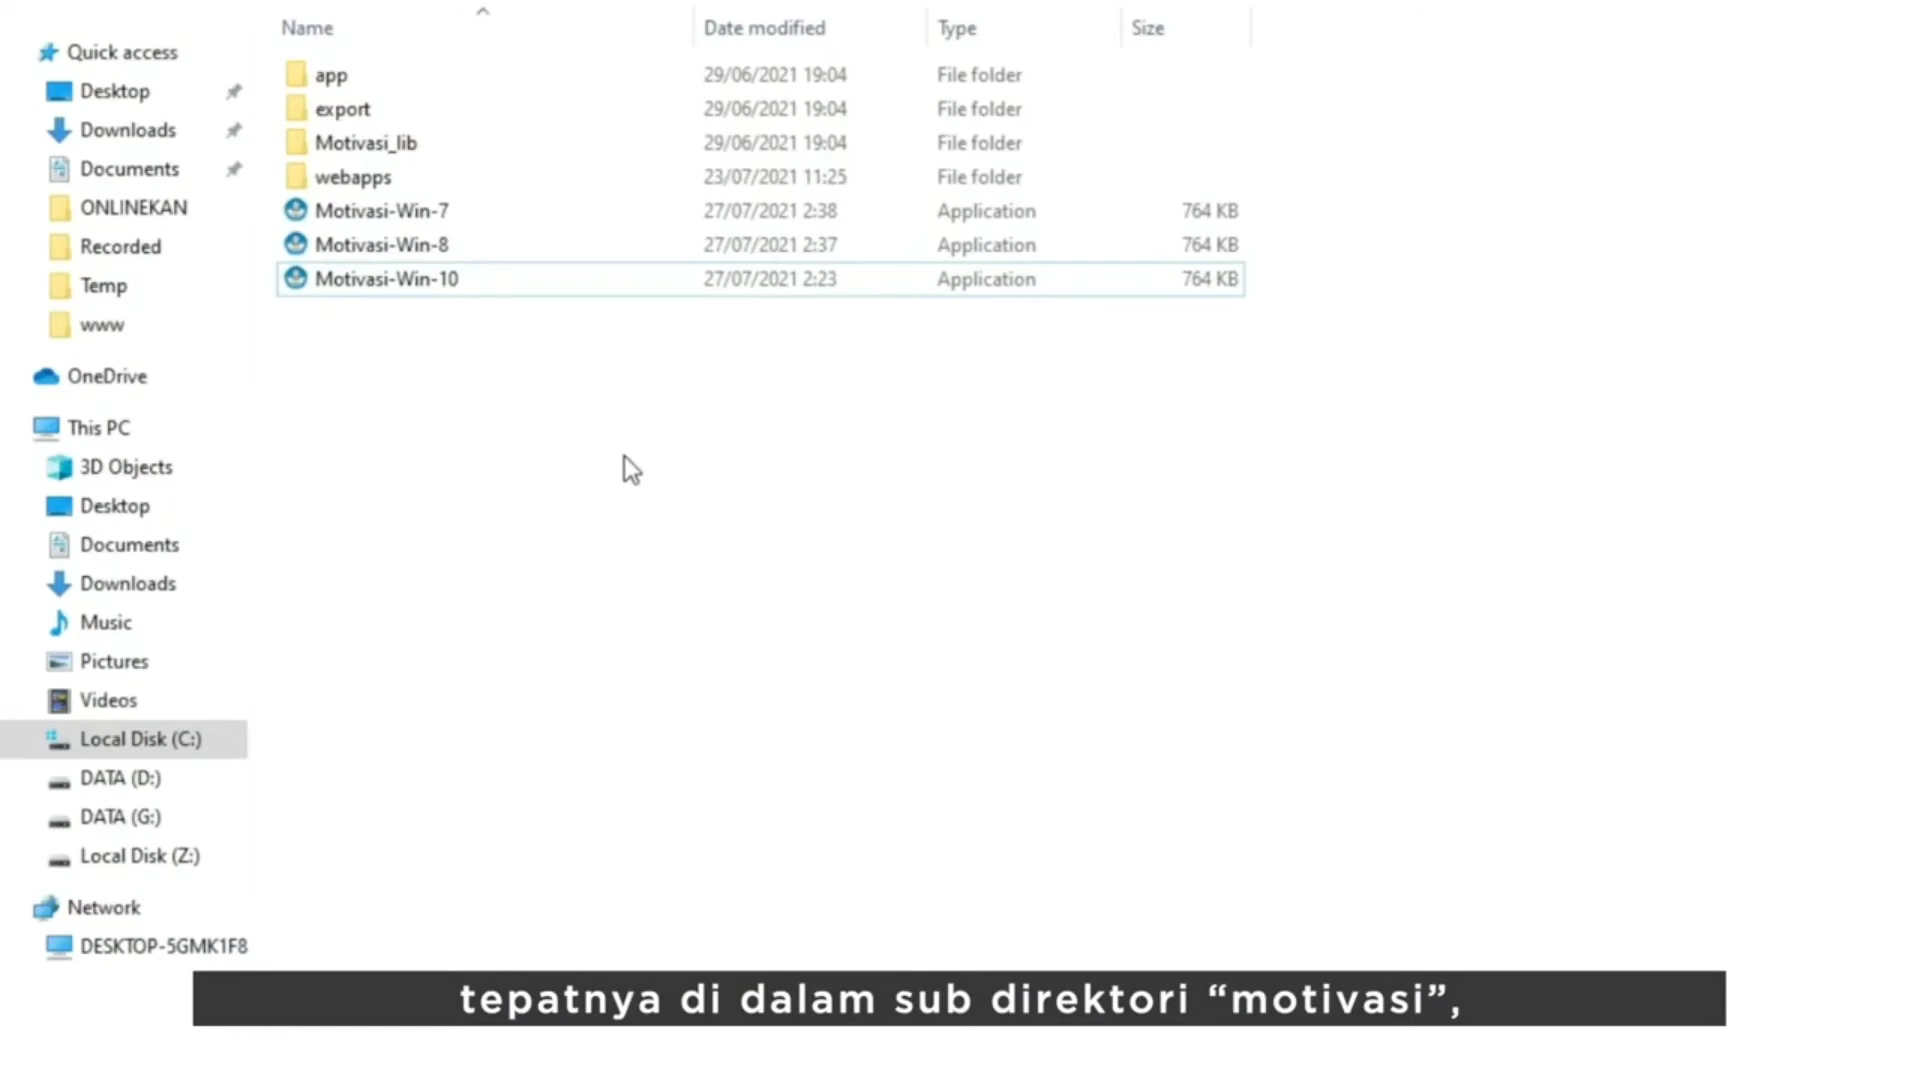 Name Date modified Type Size
Quick access
Desktop
Downloads
Documents
ONLINEKAN
Recorded
Temp
www
OneDrive
This PC
3D Objects
Desktop
Documents
Downloads
Music
Pictures
Videos
Local Disk (C:)
DATA (D:)
DATA (G:)
Local Disk (Z:)
Network
DESKTOP-5GMK1F8
app 29/06/2021 19:04 File folder
export 29/06/2021 19:04 File folder
Motivasi_lib 29/06/2021 19:04 File folder
webapps 23/07/2021 11:25 File folder
Motivasi-Win-7 27/07/2021 2:38 Application 764 KB
Motivasi-Win-8 27/07/2021 2:37 Application 764 KB
Motivasi-Win-10 27/07/2021 2:23 Application 764 KB
tepatnya di dalam sub direktori “motivasi”,